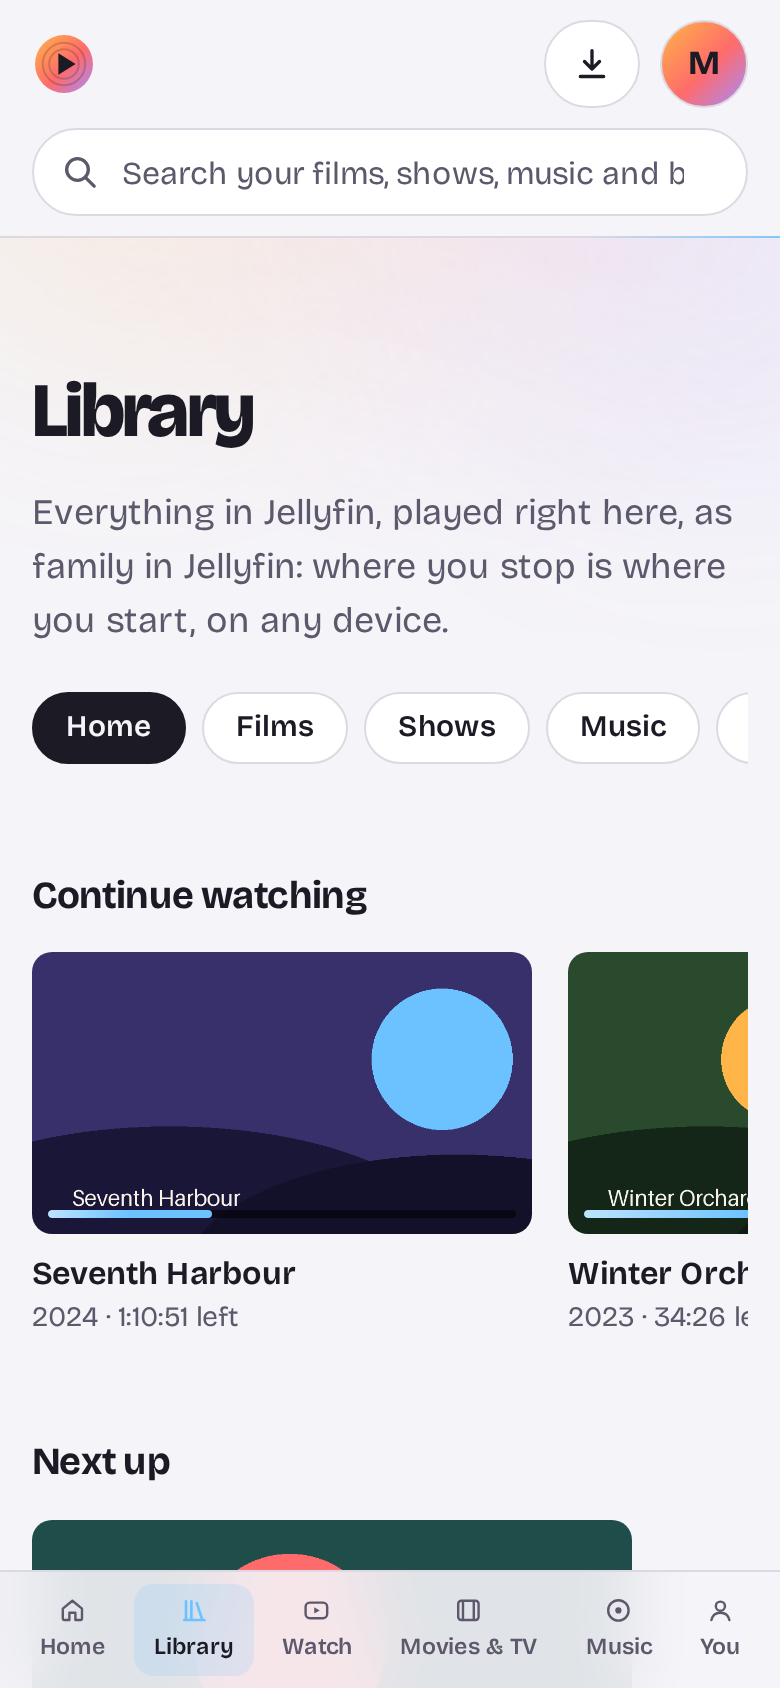 M
Search your films, shows, music and b
Library
Everything in Jellyfin, played right here, as
family in Jellyfin: where you stop is where
you start, on any device.
Home Films Shows Music
Continue watching
Seventh Harbour
Winter Orchar
Seventh Harbour
2024 · 1:10:51 left
Winter Orch
2023 · 34:26 le
Next up
Home Library Watch Movies & TV Music You